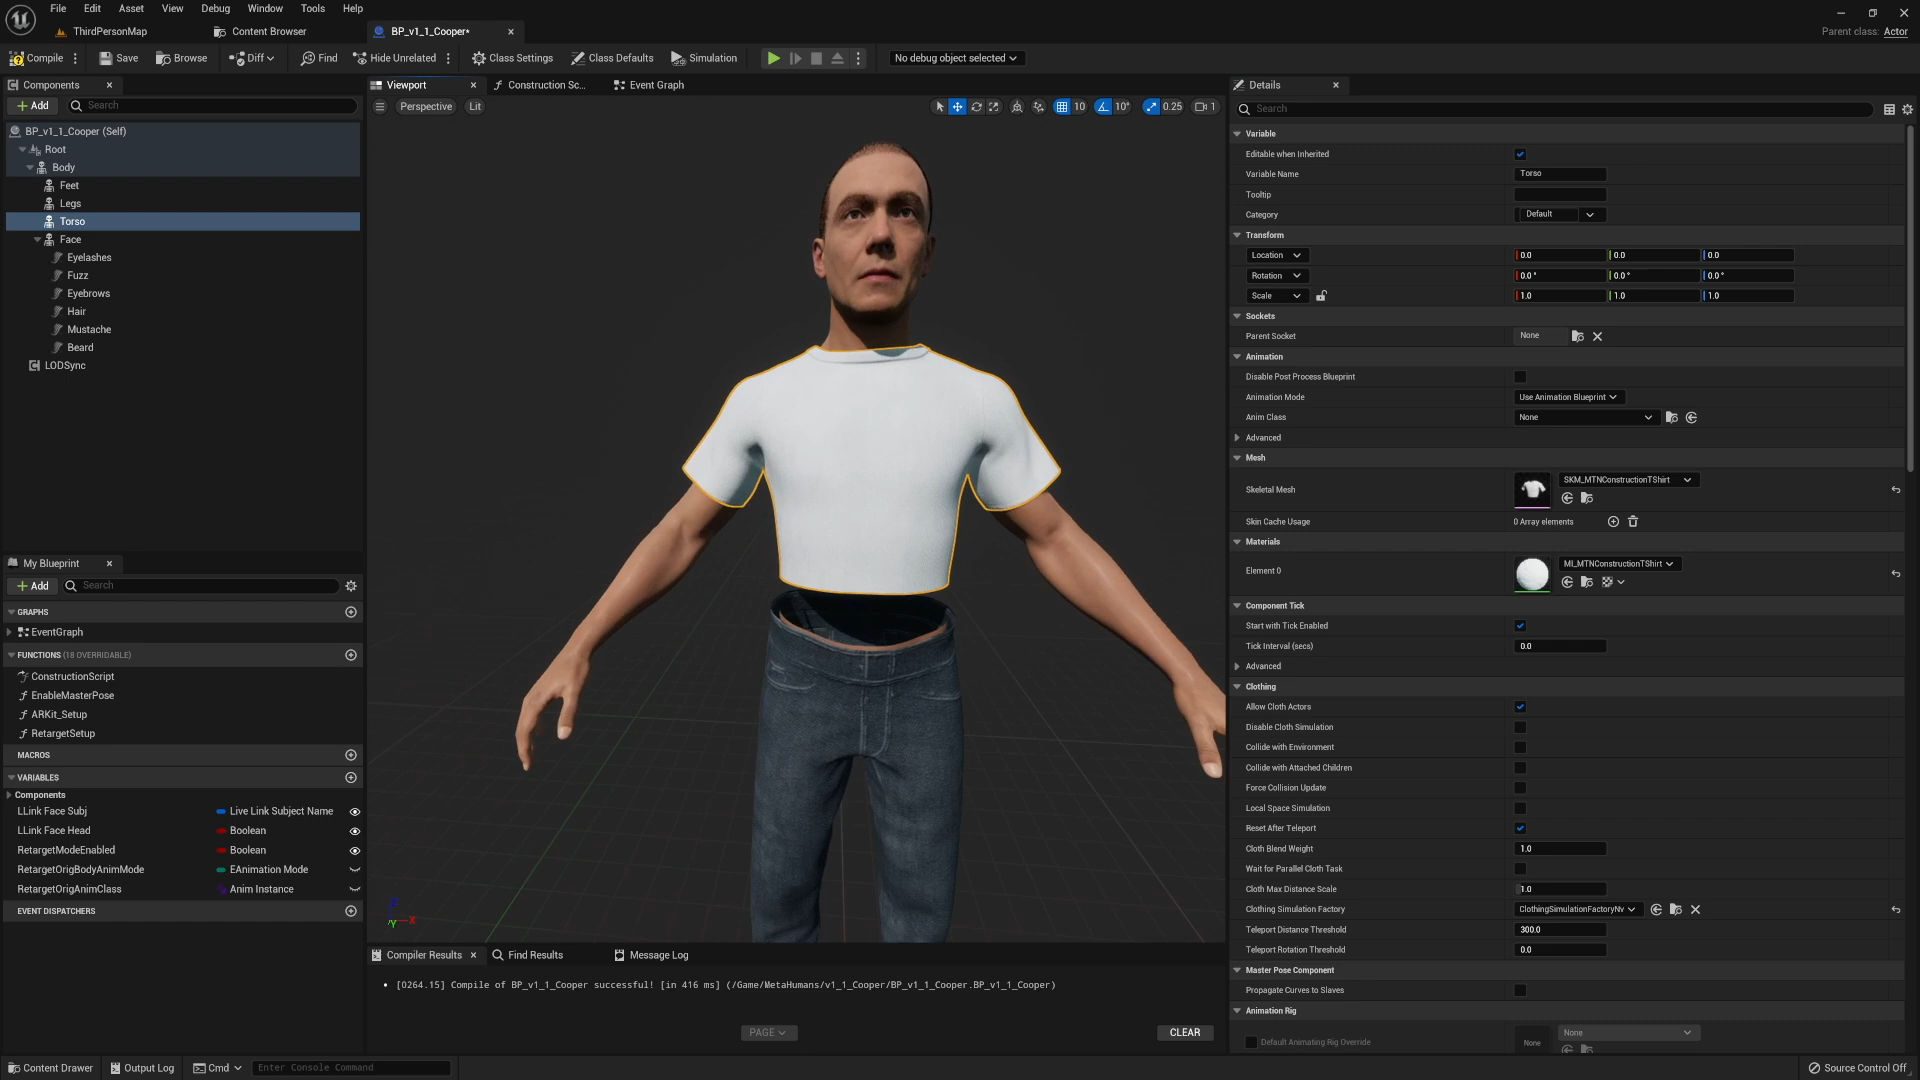 File Edit Asset View Debug Window Tools Help
ThirdPersonMap Content Browser BP_v1_1_Cooper*
Parent class: Actor
Compile Save Browse Diff Find Hide Unrelated Class Settings Class Defaults Simulation No debug object selected
Components
Add Search
BP_v1_1_Cooper (Self)
Root
Body
Feet
Legs
Torso
Face
Eyelashes
Fuzz
Eyebrows
Hair
Mustache
Beard
LODSync
My Blueprint
Add Search
GRAPHS
EventGraph
FUNCTIONS (18 OVERRIDABLE)
ConstructionScript
EnableMasterPose
ARKit_Setup
RetargetSetup
MACROS
VARIABLES
Components
LLink Face Subj Live Link Subject Name
LLink Face Head Boolean
RetargetModeEnabled Boolean
RetargetOrigBodyAnimMode EAnimation Mode
RetargetOrigAnimClass Anim Instance
EVENT DISPATCHERS
Viewport Construction Sc... Event Graph
Perspective Lit 10 10° 0.25 1
Z
X
Y
Compiler Results Find Results Message Log
• [0264.15] Compile of BP_v1_1_Cooper successful! [in 416 ms] (/Game/MetaHumans/v1_1_Cooper/BP_v1_1_Cooper.BP_v1_1_Cooper)
PAGE CLEAR
Details
Search
Variable
Editable when Inherited
Variable Name Torso
Tooltip
Category Default
Transform
Location 0.0 0.0 0.0
Rotation 0.0 ° 0.0 ° 0.0 °
Scale 1.0 1.0 1.0
Sockets
Parent Socket None
Animation
Disable Post Process Blueprint
Animation Mode Use Animation Blueprint
Anim Class None
Advanced
Mesh
Skeletal Mesh SKM_MTNConstructionTShirt
Skin Cache Usage 0 Array elements
Materials
Element 0 MI_MTNConstructionTShirt
Component Tick
Start with Tick Enabled
Tick Interval (secs) 0.0
Advanced
Clothing
Allow Cloth Actors
Disable Cloth Simulation
Collide with Environment
Collide with Attached Children
Force Collision Update
Local Space Simulation
Reset After Teleport
Cloth Blend Weight 1.0
Wait for Parallel Cloth Task
Cloth Max Distance Scale 1.0
Clothing Simulation Factory ClothingSimulationFactoryNv
Teleport Distance Threshold 300.0
Teleport Rotation Threshold 0.0
Master Pose Component
Propagate Curves to Slaves
Animation Rig
Default Animating Rig Override None None
Content Drawer Output Log Cmd Enter Console Command Source Control Off